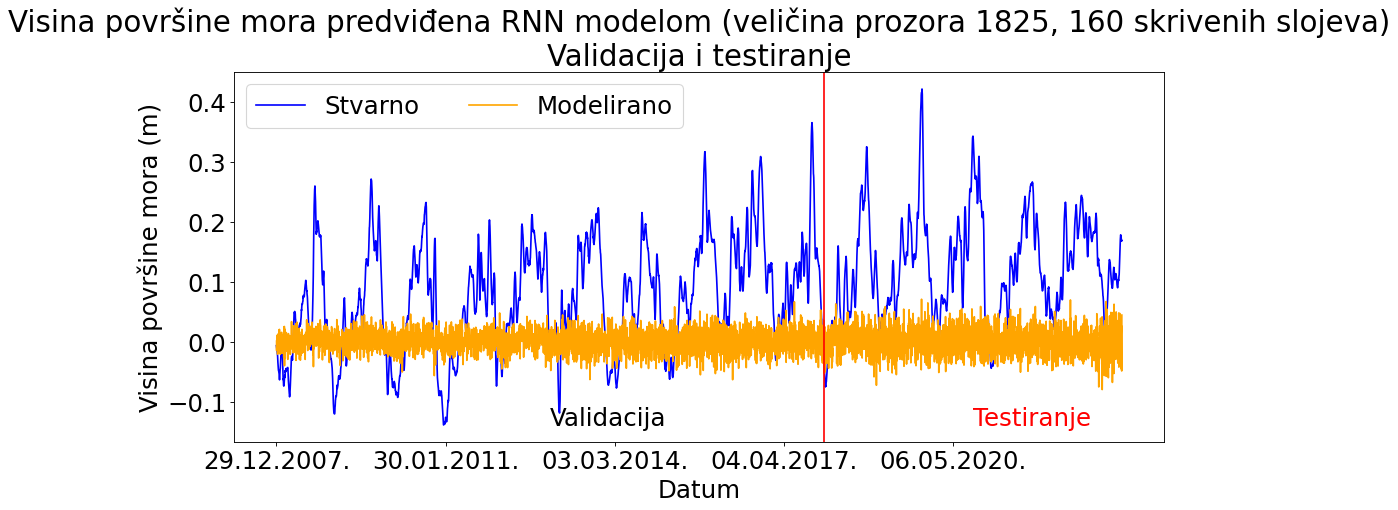 Visina površine mora predviđena RNN modelom (veličina prozora 1825, 160 skrivenih slojeva)
Validacija i testiranje
Stvarno
Modelirano
Visina površine mora (m)
0.4
0.3
0.2
0.1
0.0
−0.1
Validacija
Testiranje
29.12.2007.
30.01.2011.
03.03.2014.
04.04.2017.
06.05.2020.
Datum